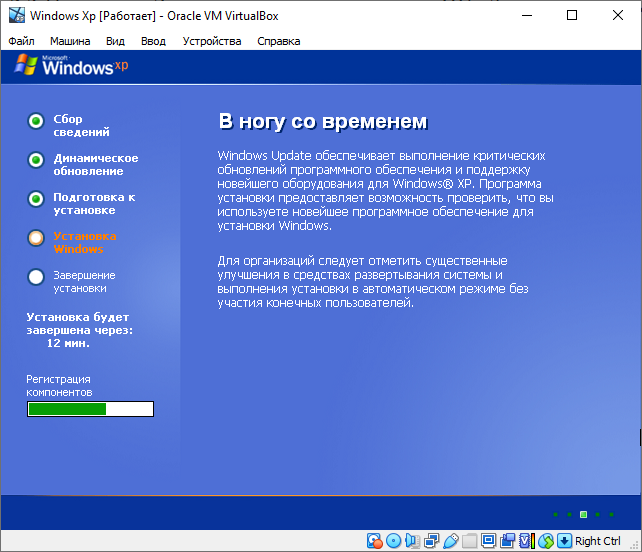 Windows Xp [Работает] - Oracle VM VirtualBox
Файл Машина Вид Ввод Устройства Справка
Microsoft
Windows xp
Сбор
сведений
Динамическое
обновление
Подготовка к
установке
Установка
Windows
Завершение
установки
Установка будет
завершена через:
12 мин.
Регистрация
компонентов
В ногу со временем
Windows Update обеспечивает выполнение критических
обновлений программного обеспечения и поддержку
новейшего оборудования для Windows® XP. Программа
установки предоставляет возможность проверить, что вы
используете новейшее программное обеспечение для
установки Windows.
Для организаций следует отметить существенные
улучшения в средствах развертывания системы и
выполнения установки в автоматическом режиме без
участия конечных пользователей.
Right Ctrl